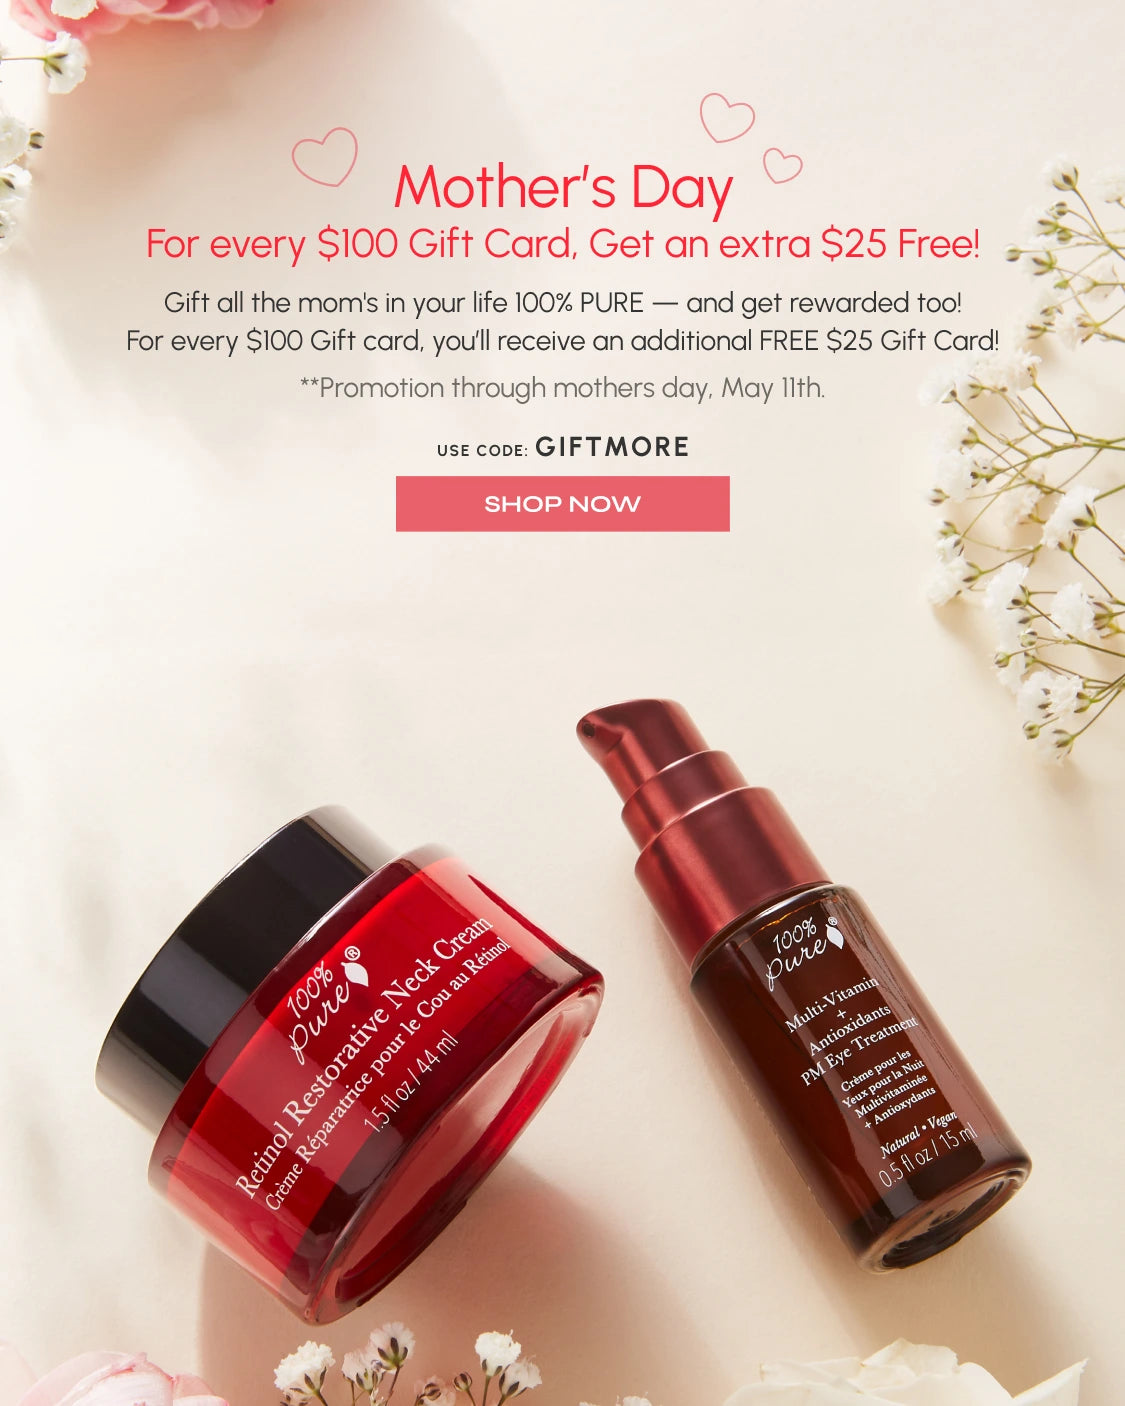 Mother's Day
For every $100 Gift Card, Get an extra $25 Free!
Gift all the mom's in your life 100% PURE — and get rewarded too!
For every $100 Gift card, you'll receive an additional FREE $25 Gift Card!
**Promotion through mothers day, May 11th.
USE CODE: GIFTMORE
SHOP NOW
100%
pure®
Retinol Restorative Neck Cream
Crème Réparatrice pour le Cou au Rétinol
1.5 fl oz / 44 ml
100%
pure®
Multi-Vitamin
+
Antioxidants
PM Eye Treatment
Crème pour les
Yeux pour la Nuit
Multivitaminée
+ Antioxydants
Natural • Vegan
0.5 fl oz / 15 ml